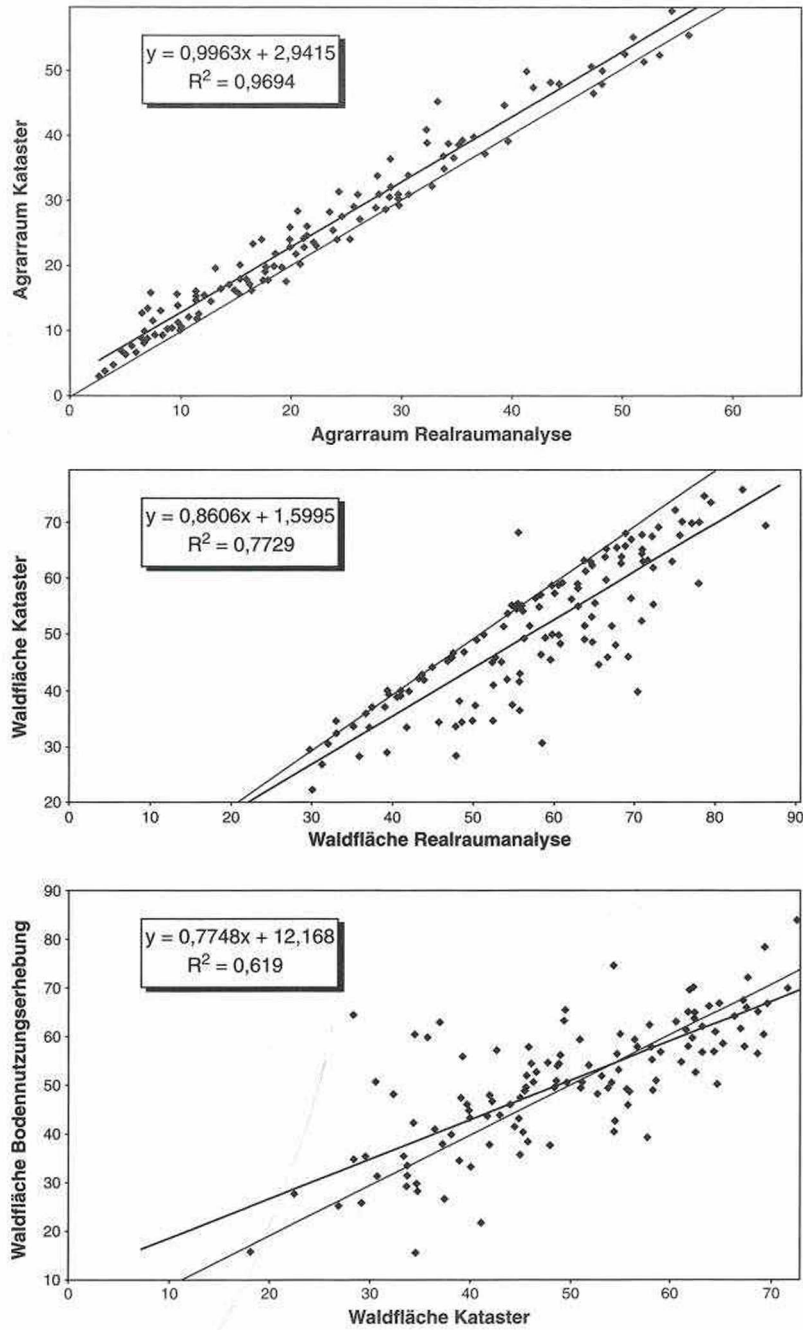 y = 0,9963x + 2,9415
R² = 0,9694
Agrarraum Kataster
50
40
30
20
10
0
0 10 20 30 40 50 60
Agrarraum Realraumanalyse
y = 0,8606x + 1,5995
R² = 0,7729
Waldfläche Kataster
70
60
50
40
30
20
0 10 20 30 40 50 60 70 80 90
Waldfläche Realraumanalyse
y = 0,7748x + 12,168
R² = 0,619
Waldfläche Bodennutzungserhebung
90
80
70
60
50
40
30
20
10
0 20 30 40 50 60 70
Waldfläche Kataster